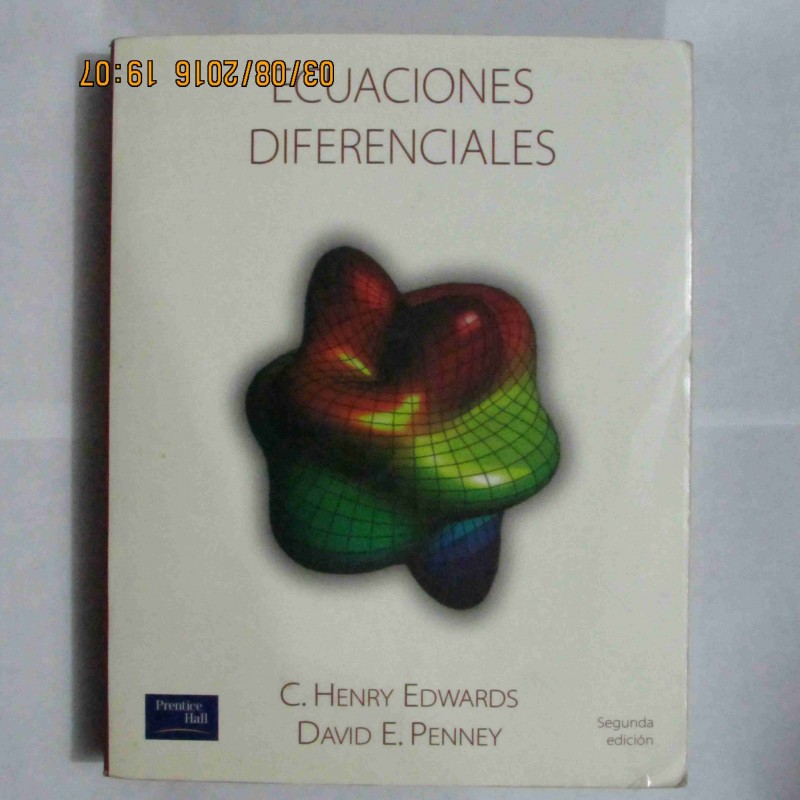 03/08/2016 19:07
ECUACIONES
DIFERENCIALES
C. HENRY EDWARDS
DAVID E. PENNEY
Prentice
Hall
Segunda
edición